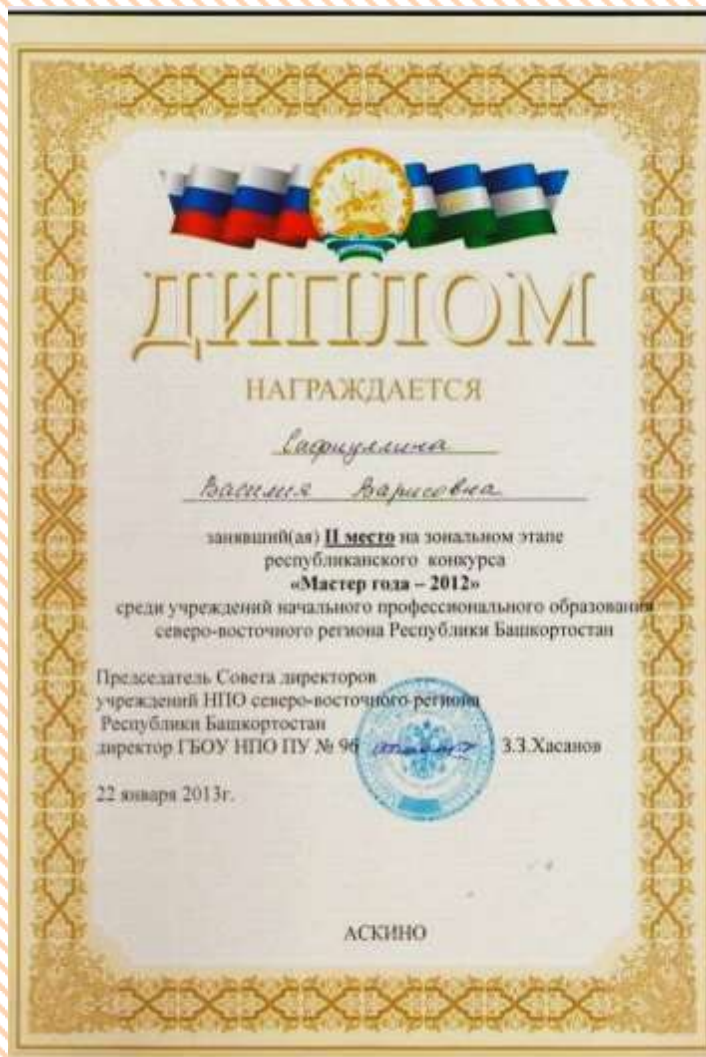 ДИПЛОМ
НАГРАЖДАЕТСЯ
Сафиуллина
Василя Варисовна
занявший(ая) II место на зональном этапе
республиканского конкурса
«Мастер года – 2012»
среди учреждений начального профессионального образования
северо-восточного региона Республики Башкортостан
Председатель Совета директоров
учреждений НПО северо-восточного региона
Республики Башкортостан
директор ГБОУ НПО ПУ № 96 З.З.Хасанов
22 января 2013г.
АСКИНО